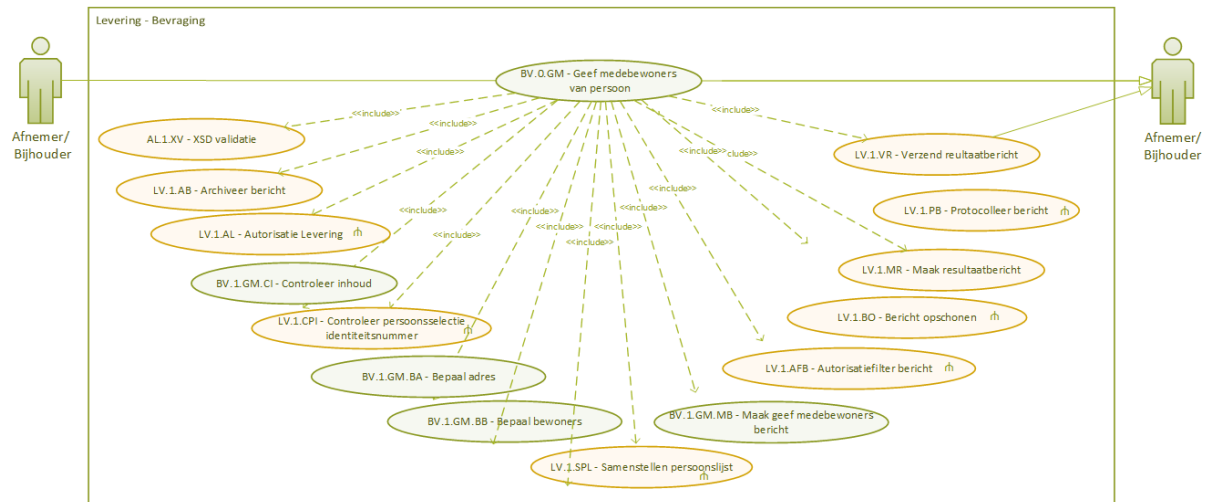 Levering - Bevraging
BV.0.GM - Geef medebewoners
van persoon
Afnemer/
Bijhouder
Afnemer/
Bijhouder
<<include>>
<<include>>
<<include>>
<<include>>
<<include>>
<<include>>
<<include>>
<<include>>
<<include>>
<<include>>
<<include>>
clude>>
<<include>>
AL.1.XV - XSD validatie
LV.1.AB - Archiveer bericht
LV.1.AL - Autorisatie Levering
BV.1.GM.CI - Controleer inhoud
LV.1.CPI - Controleer persoonsselectie
identiteitsnummer
BV.1.GM.BA - Bepaal adres
BV.1.GM.BB - Bepaal bewoners
LV.1.SPL - Samenstellen persoonslijst
BV.1.GM.MB - Maak geef medebewoners
bericht
LV.1.AFB - Autorisatiefilter bericht
LV.1.BO - Bericht opschonen
LV.1.MR - Maak resultaatbericht
LV.1.PB - Protocolleer bericht
LV.1.VR - Verzend reultaatbericht